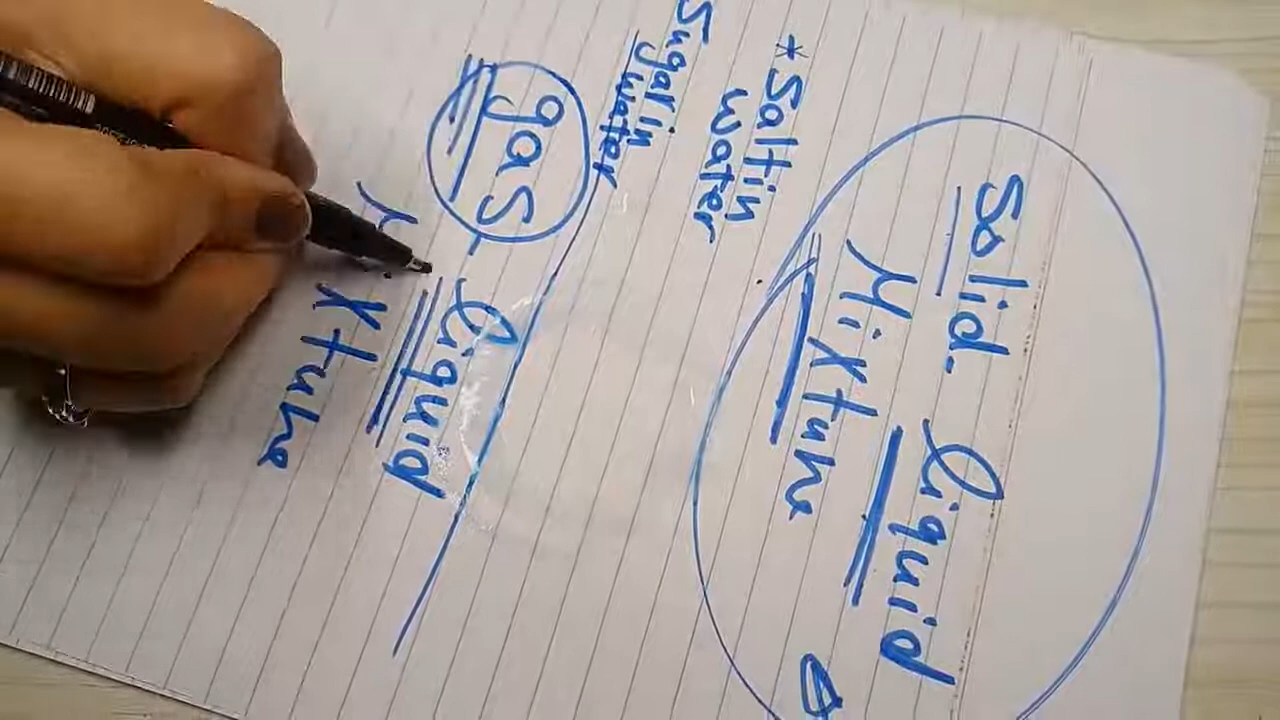 Solid. liquid
Mixture
*Salt in
water
Sugar in
water
gas - liquid
Mixture